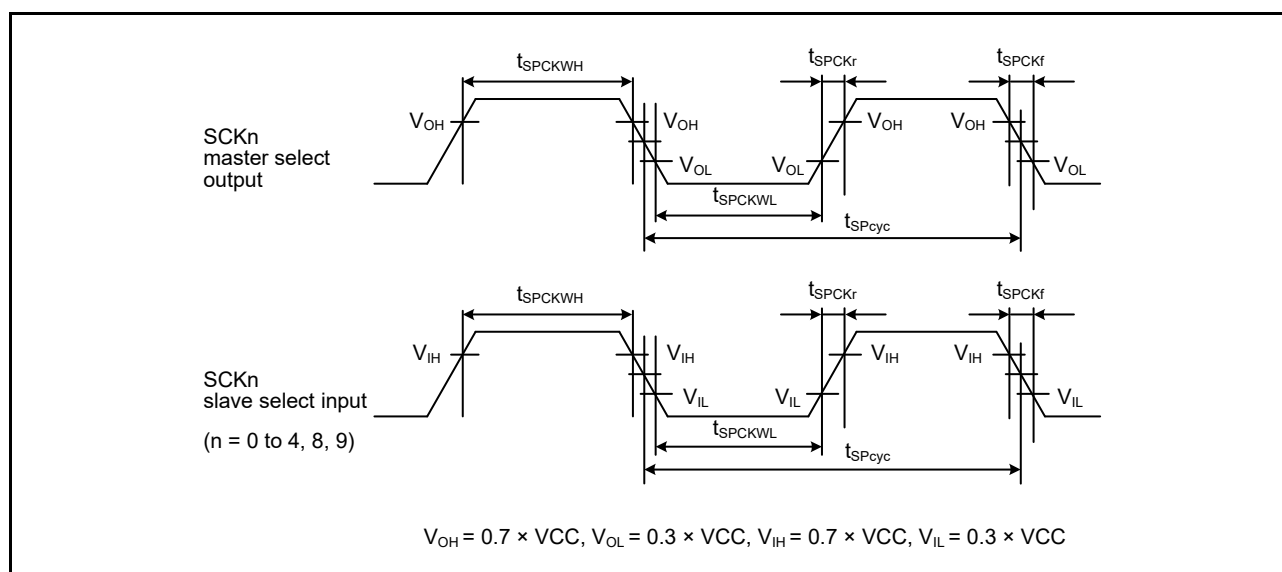 tSPCKWH tSPCKr tSPCKf
VOH VOH VOH VOH
SCKn
master select
output
VOL VOL VOL
tSPCKWL
tSPcyc
tSPCKWH tSPCKr tSPCKf
VIH VIH VIH VIH
SCKn
slave select input
(n = 0 to 4, 8, 9)
VIL VIL VIL
tSPCKWL
tSPcyc
VOH = 0.7 × VCC, VOL = 0.3 × VCC, VIH = 0.7 × VCC, VIL = 0.3 × VCC